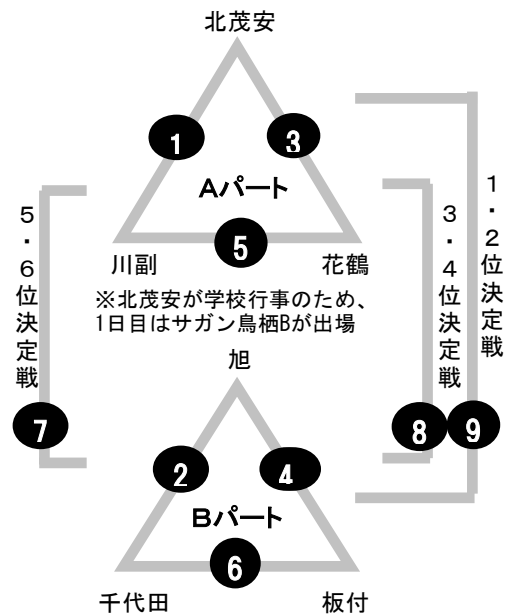 北茂安
1
3
Aパート
5
川副
花鶴
※北茂安が学校行事のため、
1日目はサガン鳥栖Bが出場
5・6位決定戦
3・4位決定戦
1・2位決定戦
旭
7
8
9
2
4
Bパート
6
千代田
板付